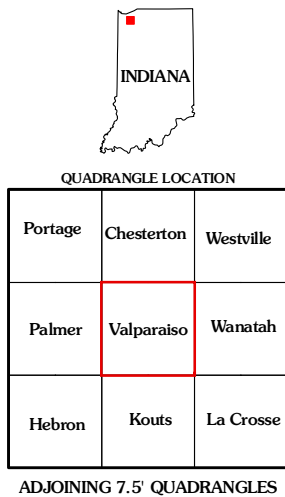 INDIANA
QUADRANGLE LOCATION
Portage Chesterton Westville
Palmer Valparaiso Wanatah
Hebron Kouts La Crosse
ADJOINING 7.5' QUADRANGLES